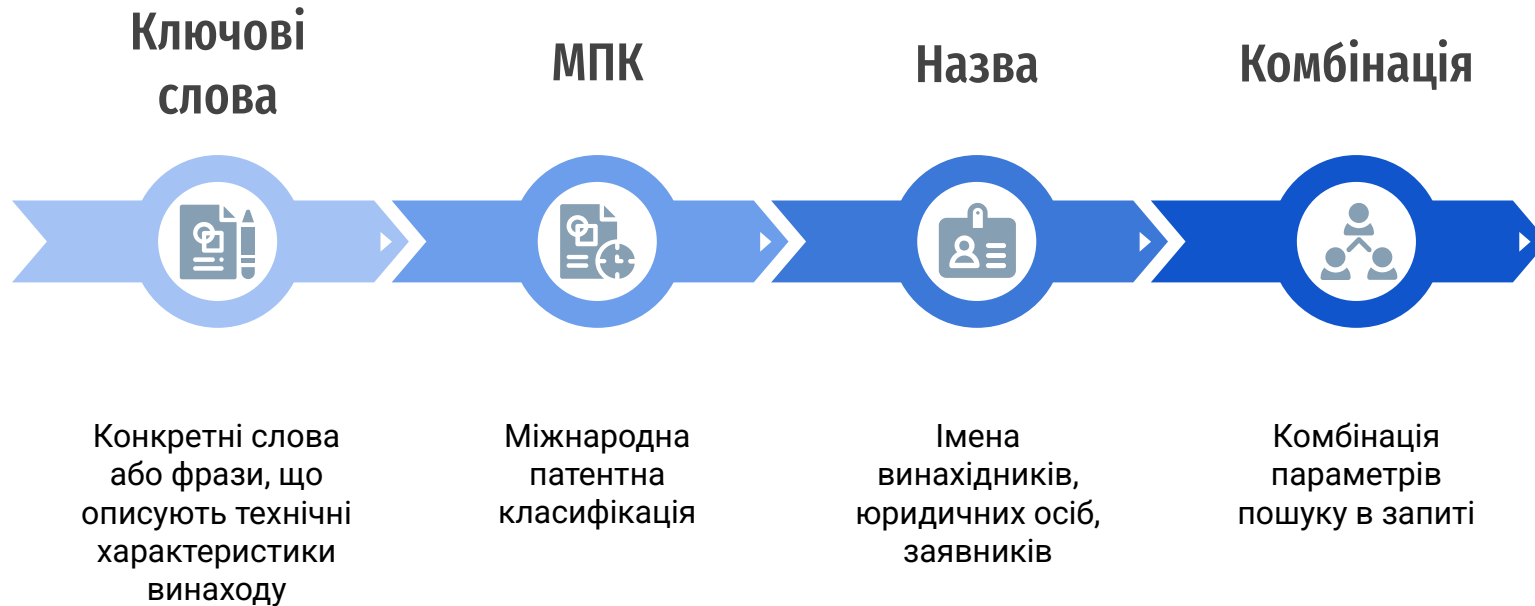 Ключові
слова
МПК
Назва
Комбінація
Конкретні слова
або фрази, що
описують технічні
характеристики
винаходу
Міжнародна
патентна
класифікація
Імена
винахідників,
юридичних осіб,
заявників
Комбінація
параметрів
пошуку в запиті